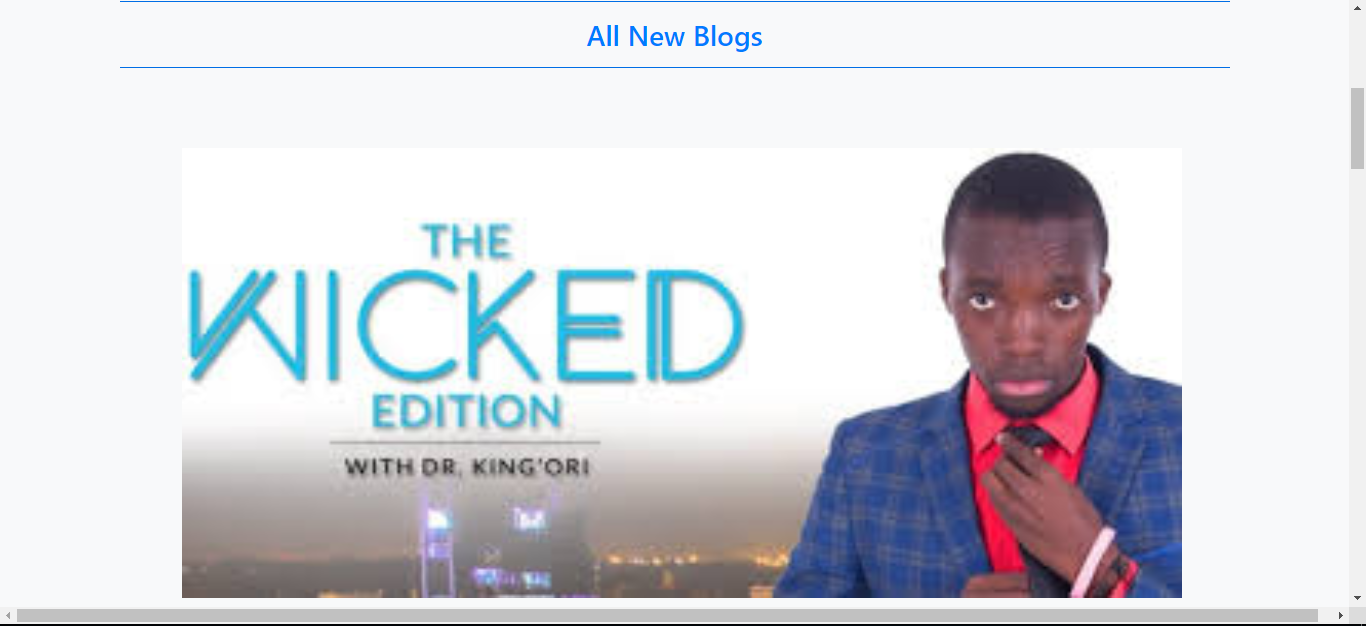 All New Blogs
THE
WICKED
EDITION
WITH DR. KING'ORI